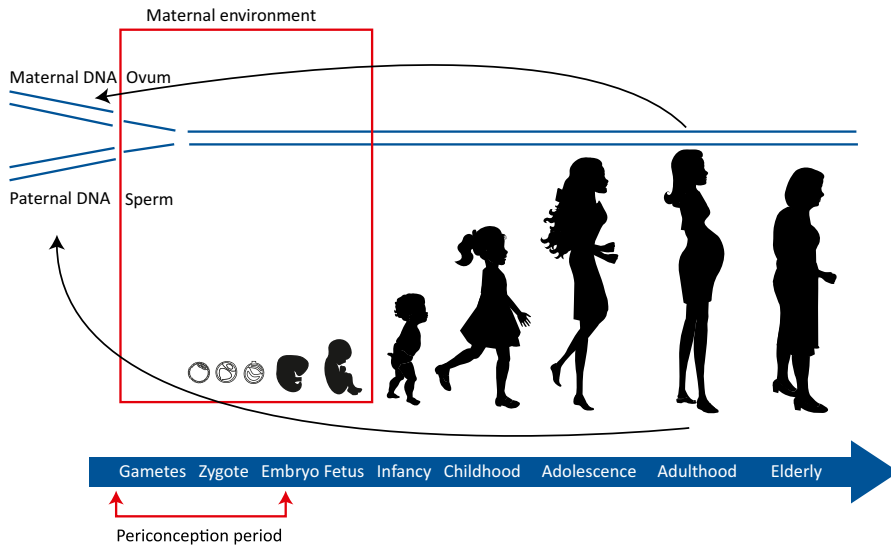 Maternal environment
Maternal DNA Ovum
Paternal DNA Sperm
Gametes Zygote Embryo Fetus Infancy Childhood Adolescence Adulthood Elderly
Periconception period